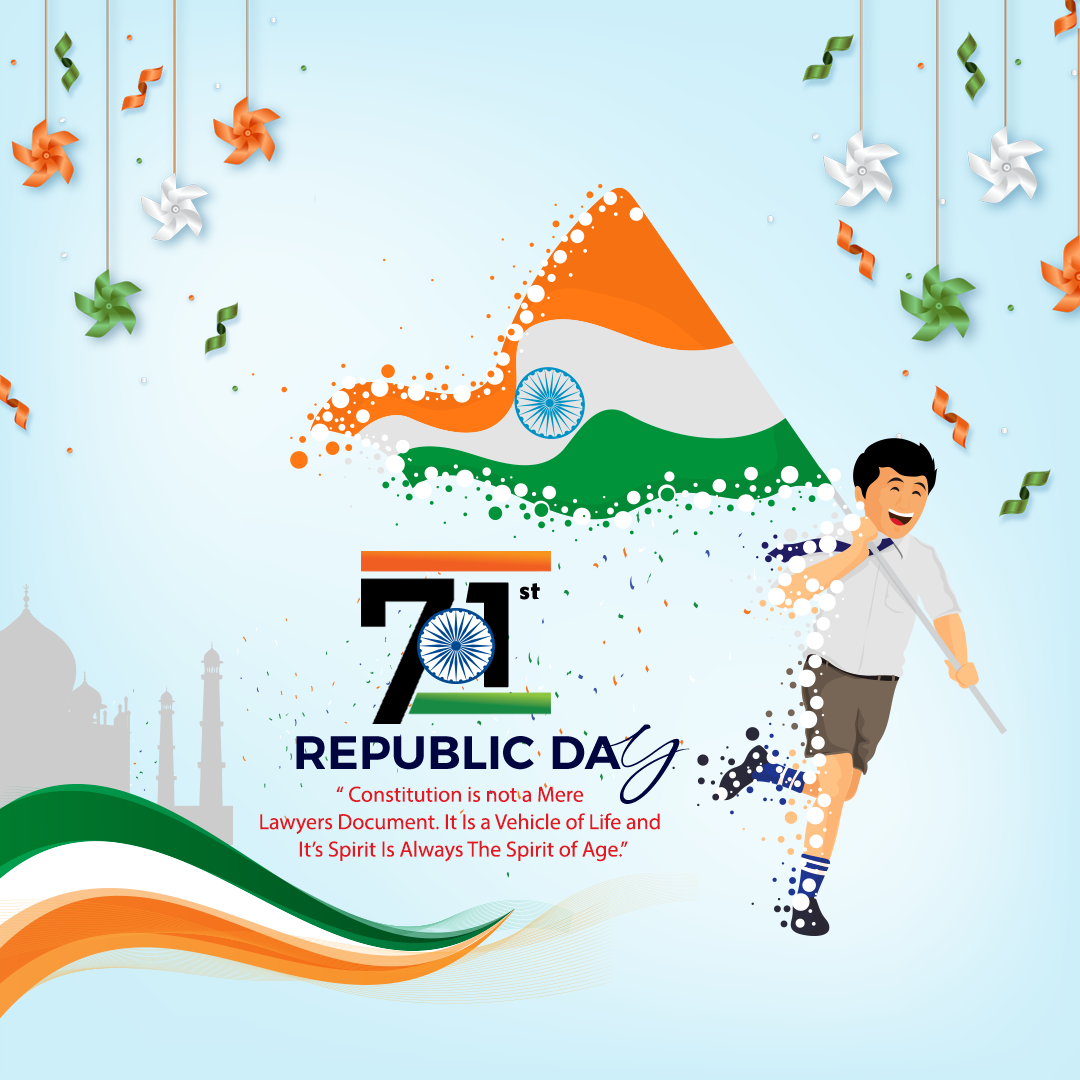 71st
REPUBLIC DAy
“ Constitution is not a Mere
Lawyers Document. It Is a Vehicle of Life and
It’s Spirit Is Always The Spirit of Age.”